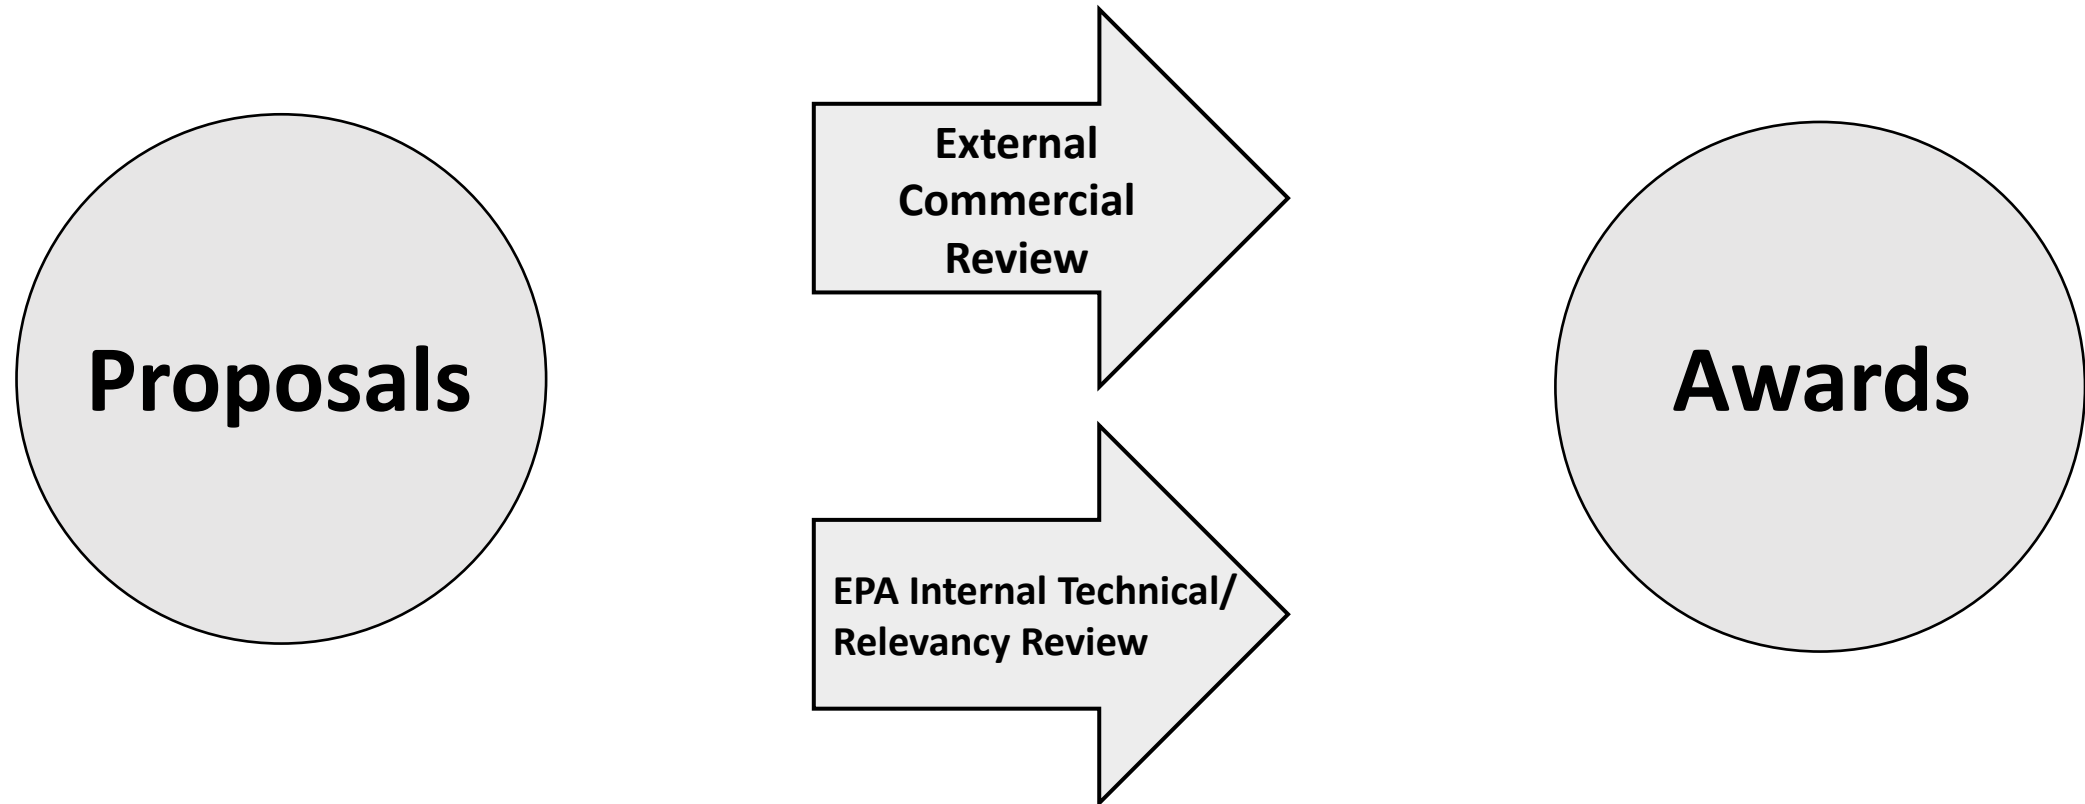 Proposals
External
Commercial
Review
EPA Internal Technical/
Relevancy Review
Awards